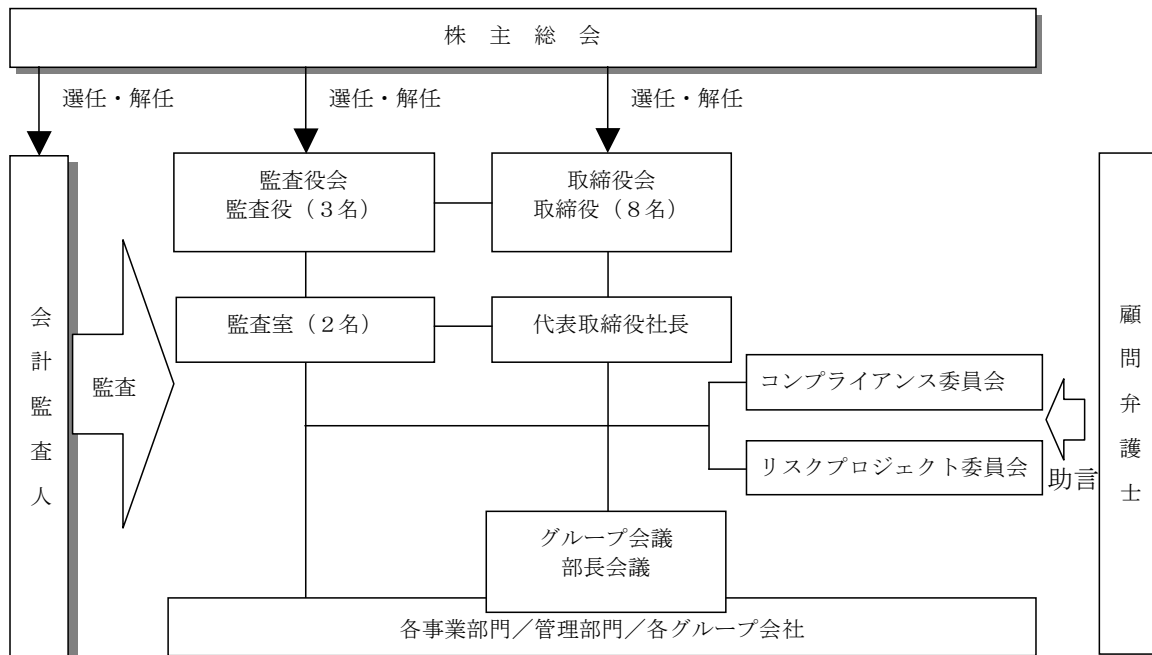 株主総会
選任・解任
選任・解任
選任・解任
監査役会
監査役（３名）
取締役会
取締役（８名）
監査室（２名）
代表取締役社長
会計監査人
監査
コンプライアンス委員会
リスクプロジェクト委員会
顧問弁護士
助言
グループ会議
部長会議
各事業部門／管理部門／各グループ会社